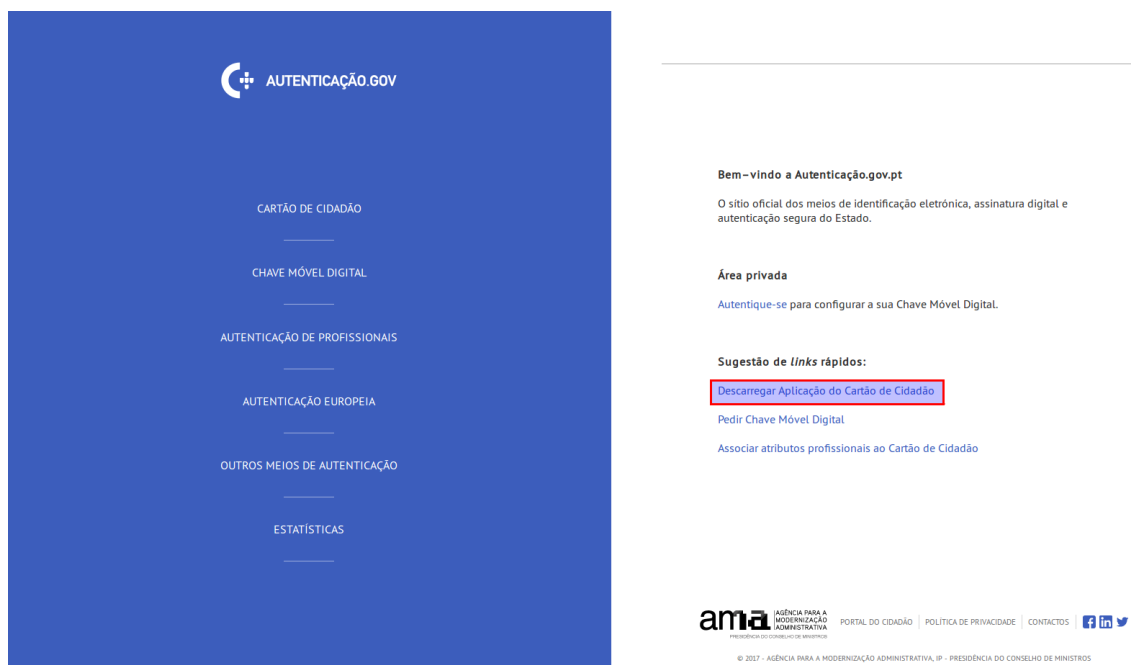 AUTENTICAÇÃO.GOV
CARTÃO DE CIDADÃO
CHAVE MÓVEL DIGITAL
AUTENTICAÇÃO DE PROFISSIONAIS
AUTENTICAÇÃO EUROPEIA
OUTROS MEIOS DE AUTENTICAÇÃO
ESTATÍSTICAS
Bem-vindo a Autenticação.gov.pt
O sítio oficial dos meios de identificação eletrónica, assinatura digital e
autenticação segura do Estado.
Área privada
Autentique-se para configurar a sua Chave Móvel Digital.
Sugestão de links rápidos:
Descarregar Aplicação do Cartão de Cidadão
Pedir Chave Móvel Digital
Associar atributos profissionais ao Cartão de Cidadão
ama
AGÊNCIA PARA A
MODERNIZAÇÃO
ADMINISTRATIVA
PRESIDÊNCIA DO CONSELHO DE MINISTROS
PORTAL DO CIDADÃO POLÍTICA DE PRIVACIDADE CONTACTOS
© 2017 - AGÊNCIA PARA A MODERNIZAÇÃO ADMINISTRATIVA, IP - PRESIDÊNCIA DO CONSELHO DE MINISTROS